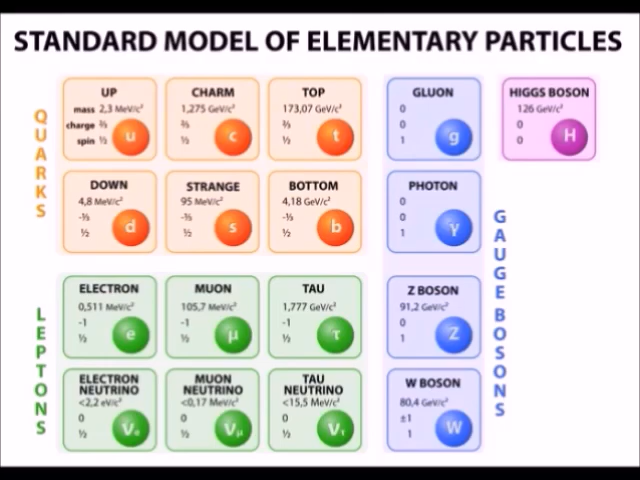 STANDARD MODEL OF ELEMENTARY PARTICLES
QUARKS
UP
mass 2,3 MeV/c²
charge ⅔
spin ½
u
CHARM
1,275 GeV/c²
⅔
½
c
TOP
173,07 GeV/c²
⅔
½
t
GLUON
0
0
1
g
HIGGS BOSON
126 GeV/c²
0
0
H
DOWN
4,8 MeV/c²
-⅓
½
d
STRANGE
95 MeV/c²
-⅓
½
s
BOTTOM
4,18 GeV/c²
-⅓
½
b
PHOTON
0
0
1
γ
GAUGE BOSONS
LEPTONS
ELECTRON
0,511 MeV/c²
-1
½
e
MUON
105,7 MeV/c²
-1
½
μ
TAU
1,777 GeV/c²
-1
½
τ
Z BOSON
91,2 GeV/c²
0
1
Z
ELECTRON
NEUTRINO
<2,2 eV/c²
0
½
νe
MUON
NEUTRINO
<0,17 MeV/c²
0
½
νμ
TAU
NEUTRINO
<15,5 MeV/c²
0
½
ντ
W BOSON
80,4 GeV/c²
±1
1
W